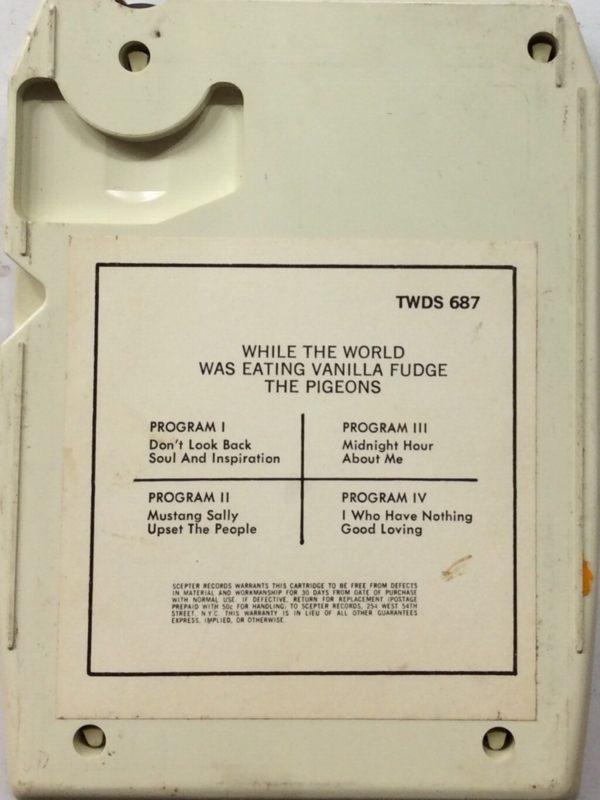 TWDS 687
WHILE THE WORLD
WAS EATING VANILLA FUDGE
THE PIGEONS
PROGRAM I
Don't Look Back
Soul And Inspiration
PROGRAM III
Midnight Hour
About Me
PROGRAM II
Mustang Sally
Upset The People
PROGRAM IV
I Who Have Nothing
Good Loving
SCEPTER RECORDS WARRANTS THIS CARTRIDGE TO BE FREE FROM DEFECTS
IN MATERIAL AND WORKMANSHIP FOR 30 DAYS FROM DATE OF PURCHASE
WITH NORMAL USE. IF DEFECTIVE, RETURN FOR REPLACEMENT (POSTAGE
PREPAID WITH 50c FOR HANDLING) TO SCEPTER RECORDS, 254 WEST 54TH
STREET, N.Y.C. THIS WARRANTY IS IN LIEU OF ALL OTHER GUARANTEES
EXPRESS, IMPLIED, OR OTHERWISE.